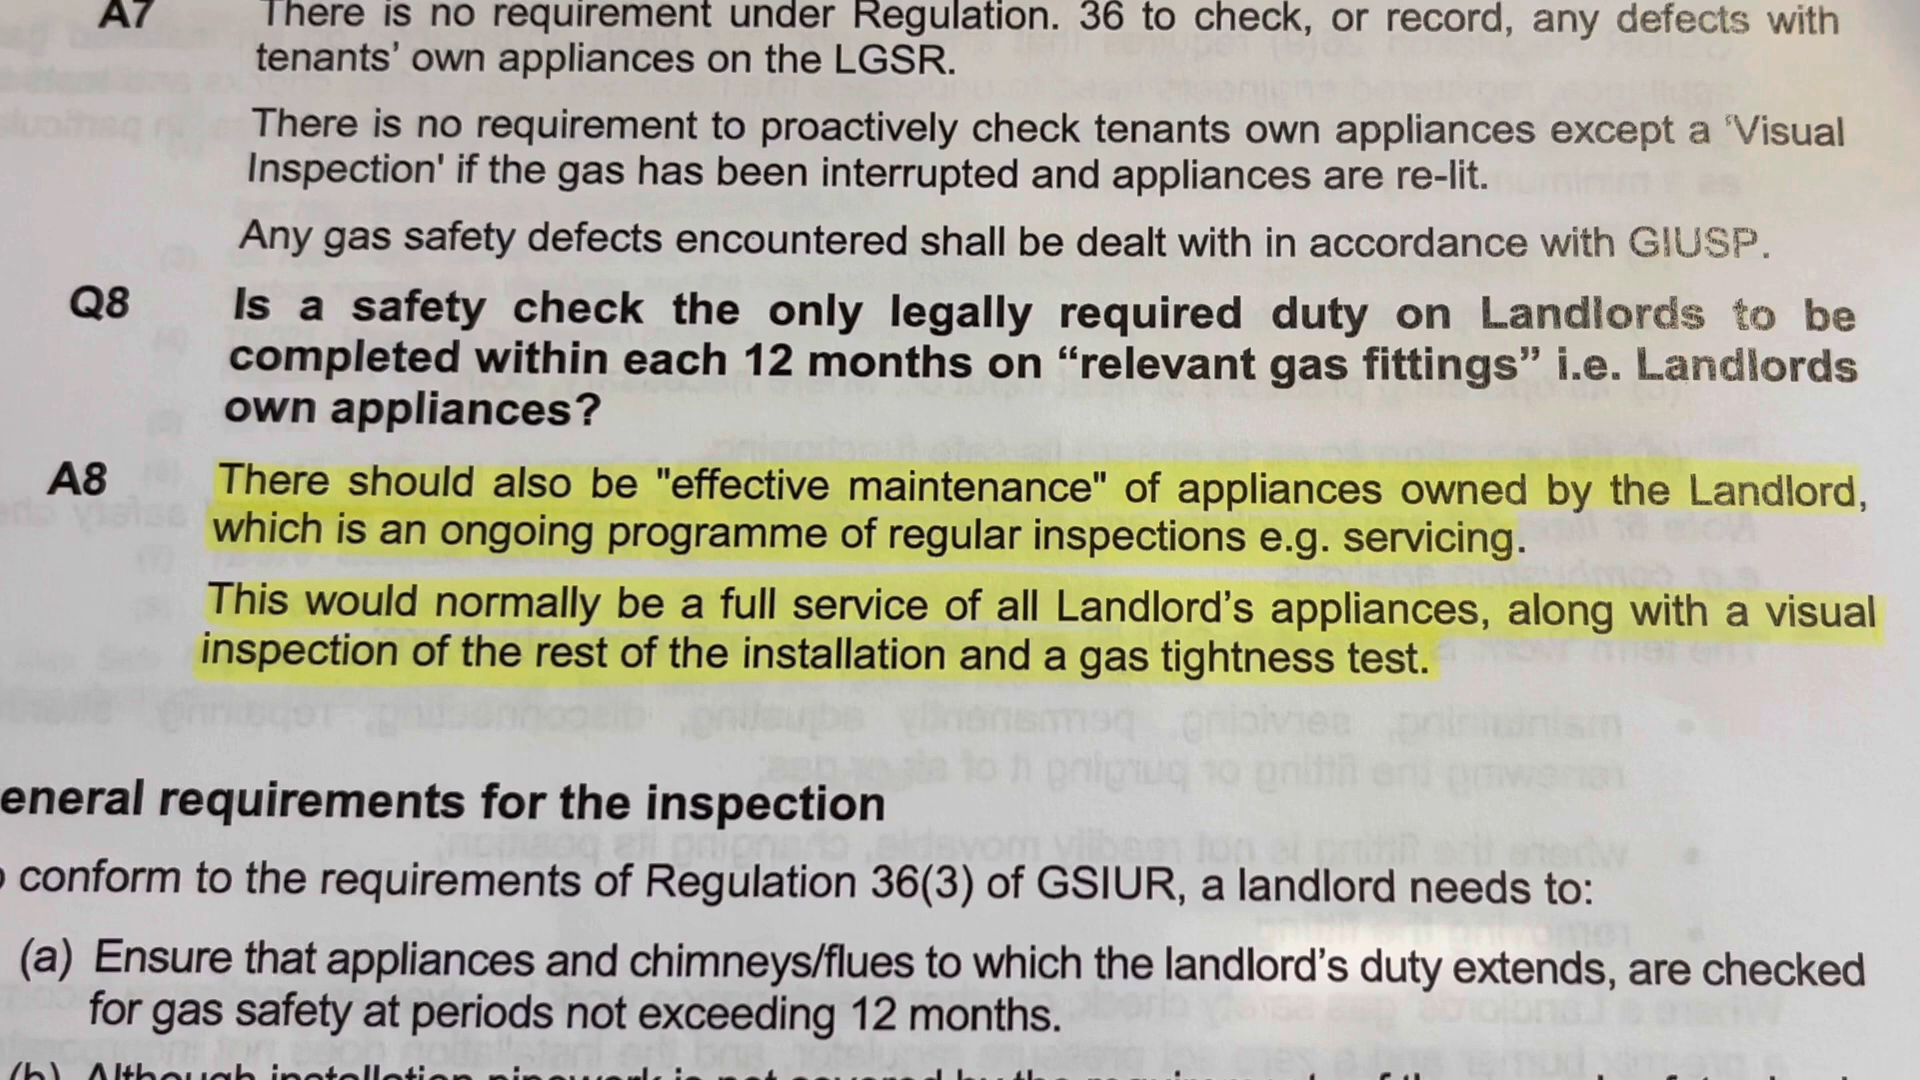 A7 There is no requirement under Regulation. 36 to check, or record, any defects with
tenants' own appliances on the LGSR.
There is no requirement to proactively check tenants own appliances except a 'Visual
Inspection' if the gas has been interrupted and appliances are re-lit.
Any gas safety defects encountered shall be dealt with in accordance with GIUSP.
Q8 Is a safety check the only legally required duty on Landlords to be
completed within each 12 months on “relevant gas fittings” i.e. Landlords
own appliances?
A8 There should also be "effective maintenance" of appliances owned by the Landlord,
which is an ongoing programme of regular inspections e.g. servicing.
This would normally be a full service of all Landlord's appliances, along with a visual
inspection of the rest of the installation and a gas tightness test.
eneral requirements for the inspection
conform to the requirements of Regulation 36(3) of GSIUR, a landlord needs to:
(a) Ensure that appliances and chimneys/flues to which the landlord's duty extends, are checked
for gas safety at periods not exceeding 12 months.
(b) Although installation pipework is not covered by the